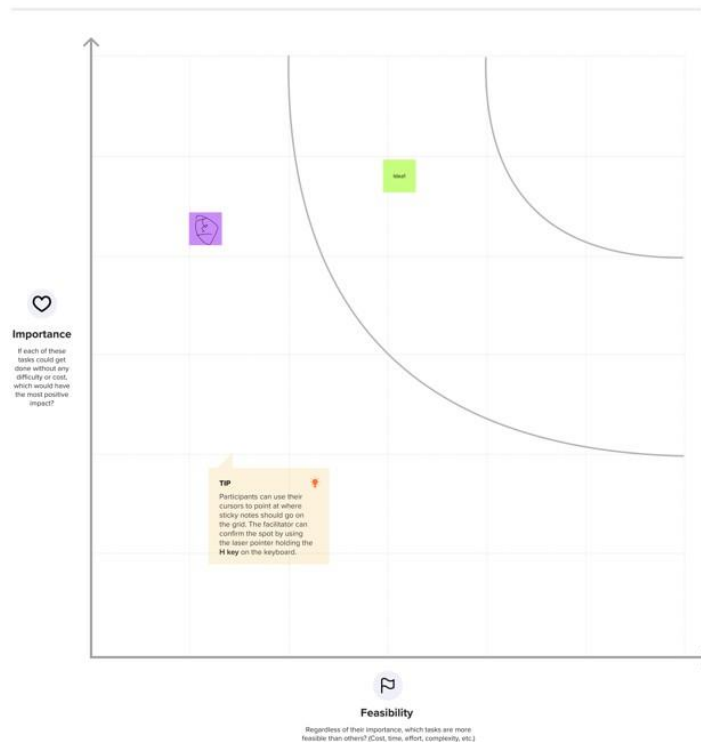 Importance
If each of these
tasks could get
done without any
difficulty or cost,
which would have
the most positive
impact?
TIP
Participants can use their
cursors to point at where
sticky notes should go on
the grid. The facilitator can
confirm the spot by using
the laser pointer holding the
H key on the keyboard.
Feasibility
Regardless of their importance, which tasks are more
feasible than others? (Cost, time, effort, complexity, etc.)